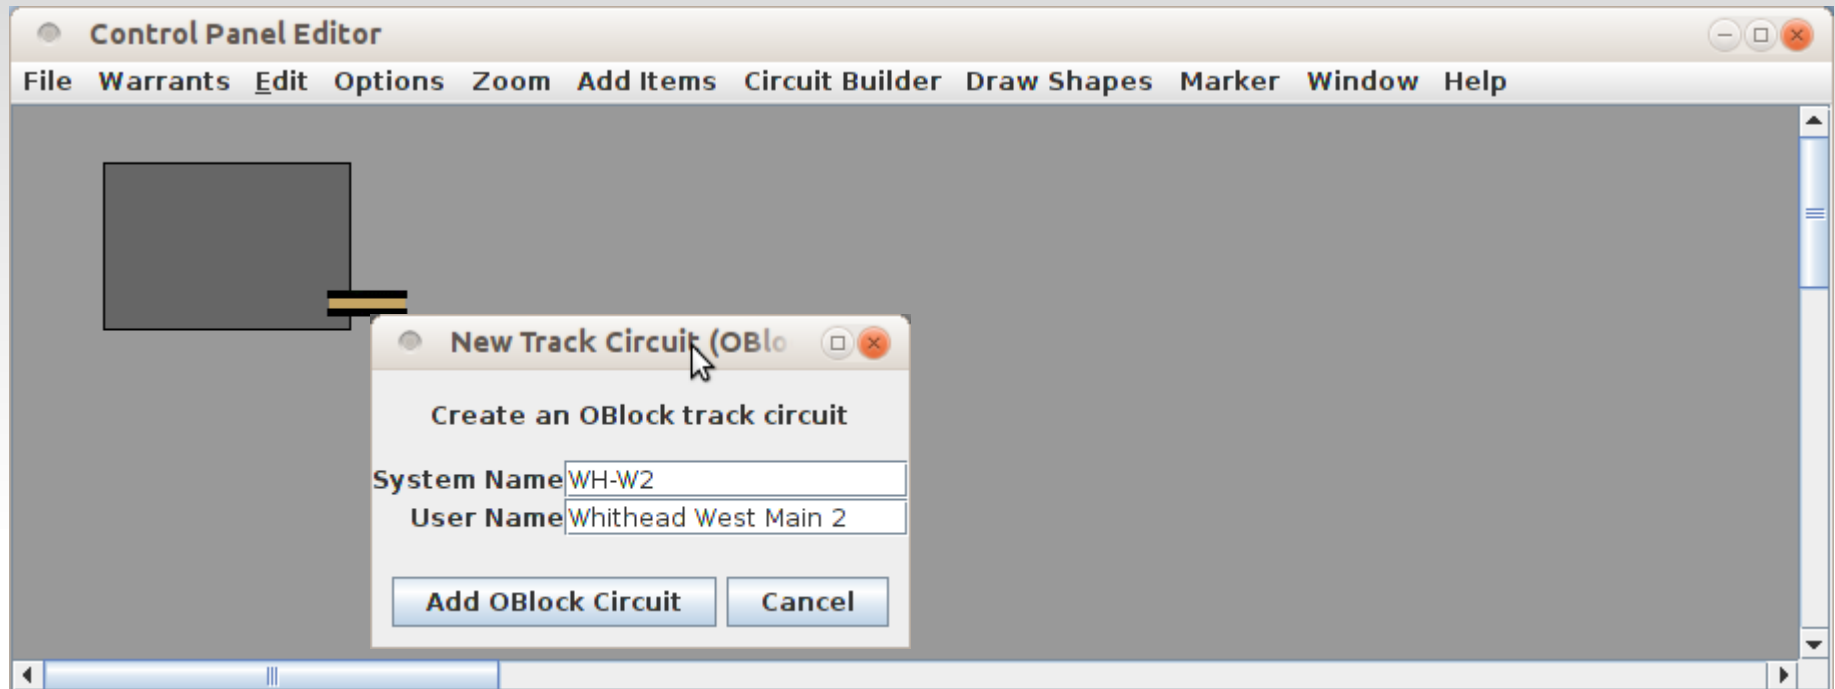 Control Panel Editor
File Warrants Edit Options Zoom Add Items Circuit Builder Draw Shapes Marker Window Help
New Track Circuit (OBlo
Create an OBlock track circuit
System Name WH-W2
User Name Whithead West Main 2
Add OBlock Circuit Cancel